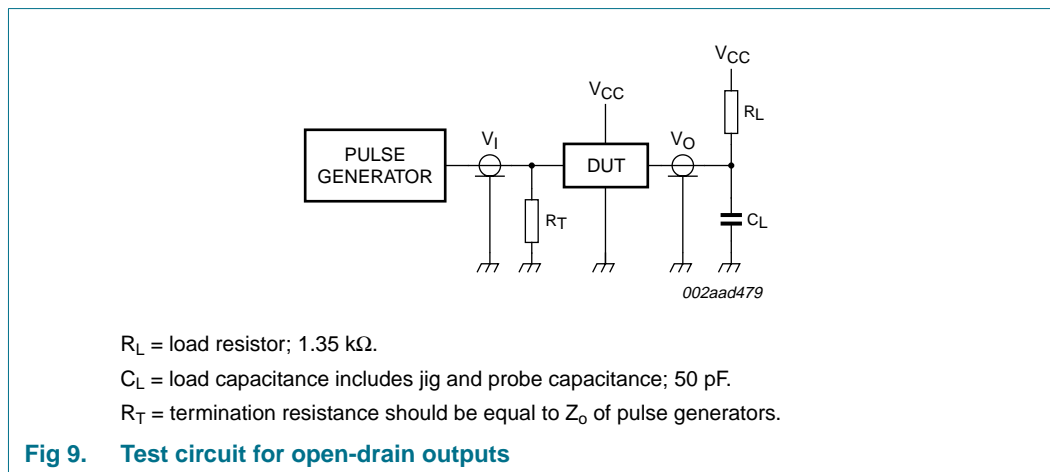 VCC
RL
VCC
VI
VO
PULSE
GENERATOR
DUT
RT
CL
002aad479
RL = load resistor; 1.35 kΩ.
CL = load capacitance includes jig and probe capacitance; 50 pF.
RT = termination resistance should be equal to Zo of pulse generators.
Fig 9. Test circuit for open-drain outputs